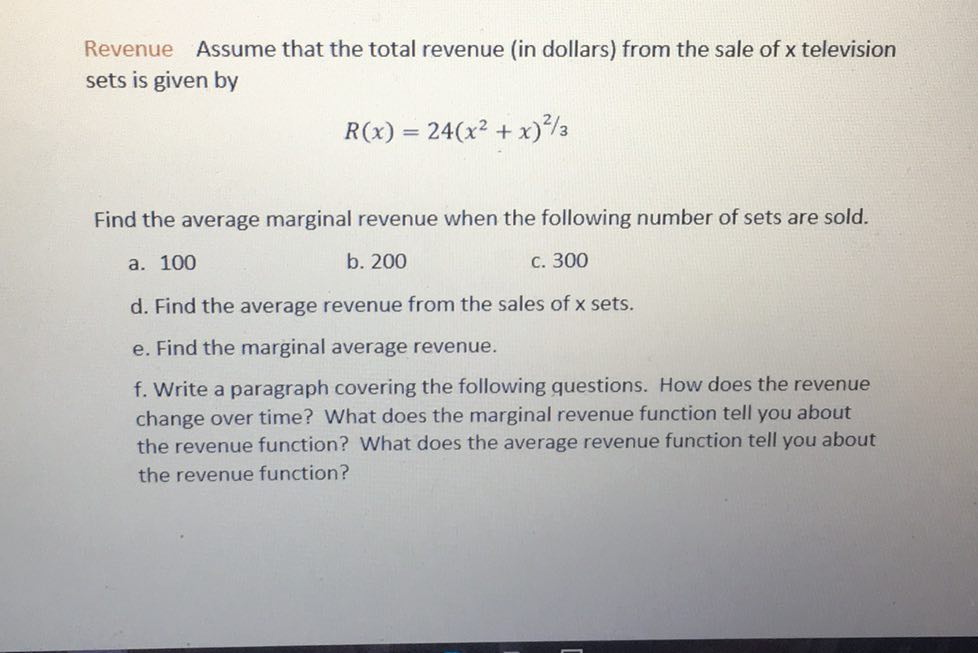 Revenue Assume that the total revenue (in dollars) from the sale of x television
sets is given by
R(x) = 24(x² + x)^2/3
Find the average marginal revenue when the following number of sets are sold.
a. 100 b. 200 c. 300
d. Find the average revenue from the sales of x sets.
e. Find the marginal average revenue.
f. Write a paragraph covering the following questions. How does the revenue
change over time? What does the marginal revenue function tell you about
the revenue function? What does the average revenue function tell you about
the revenue function?